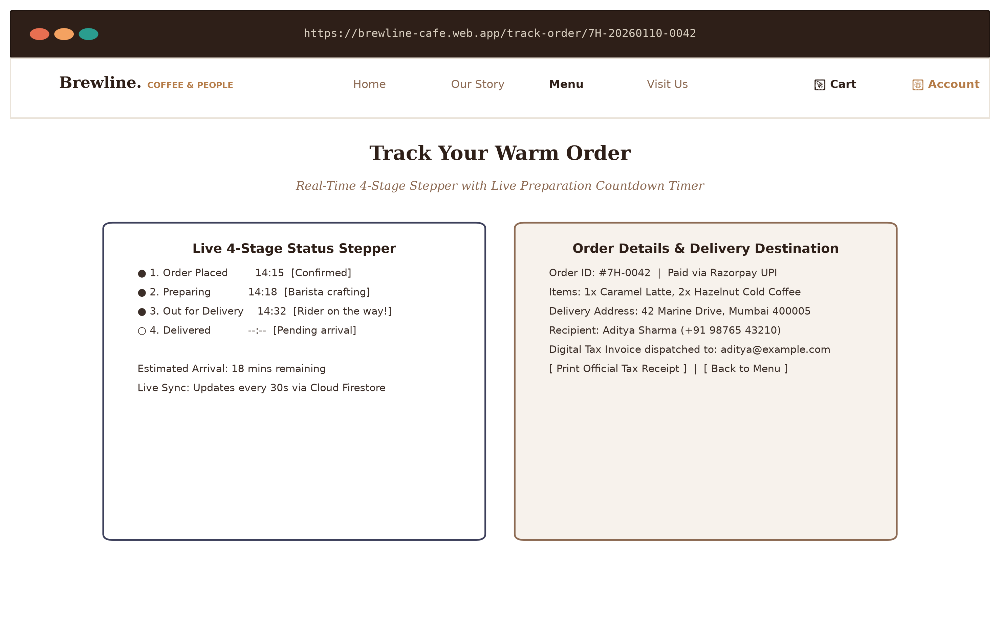 https://brewline-cafe.web.app/track-order/7H-20260110-0042
Brewline. COFFEE & PEOPLE Home Our Story Menu Visit Us Cart Account
Track Your Warm Order
Real-Time 4-Stage Stepper with Live Preparation Countdown Timer
Live 4-Stage Status Stepper
● 1. Order Placed 14:15 [Confirmed]
● 2. Preparing 14:18 [Barista crafting]
● 3. Out for Delivery 14:32 [Rider on the way!]
○ 4. Delivered --:-- [Pending arrival]
Estimated Arrival: 18 mins remaining
Live Sync: Updates every 30s via Cloud Firestore
Order Details & Delivery Destination
Order ID: #7H-0042 | Paid via Razorpay UPI
Items: 1x Caramel Latte, 2x Hazelnut Cold Coffee
Delivery Address: 42 Marine Drive, Mumbai 400005
Recipient: Aditya Sharma (+91 98765 43210)
Digital Tax Invoice dispatched to: aditya@example.com
[ Print Official Tax Receipt ] | [ Back to Menu ]